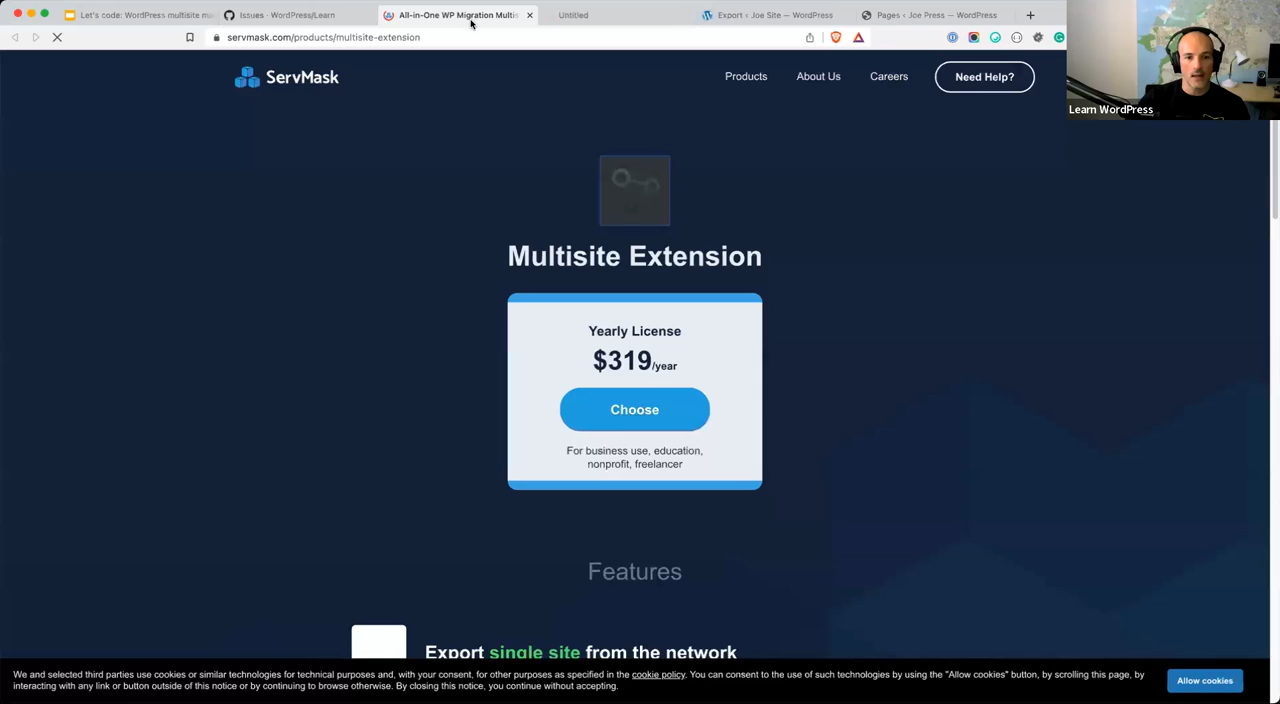 Let's code: WordPress multisite ma
Issues · WordPress/Learn
All-in-One WP Migration Multis
Untitled
Export ‹ Joe Site — WordPress
Pages ‹ Joe Press — WordPress
servmask.com/products/multisite-extension
Learn WordPress
ServMask
Products
About Us
Careers
Need Help?
Multisite Extension
Yearly License
$319/year
Choose
For business use, education,
nonprofit, freelancer
Features
Export single site from the network
We and selected third parties use cookies or similar technologies for technical purposes and, with your consent, for other purposes as specified in the cookie policy. You can consent to the use of such technologies by using the "Allow cookies" button, by scrolling this page, by
interacting with any link or button outside of this notice or by continuing to browse otherwise. By closing this notice, you continue without accepting.
Allow cookies